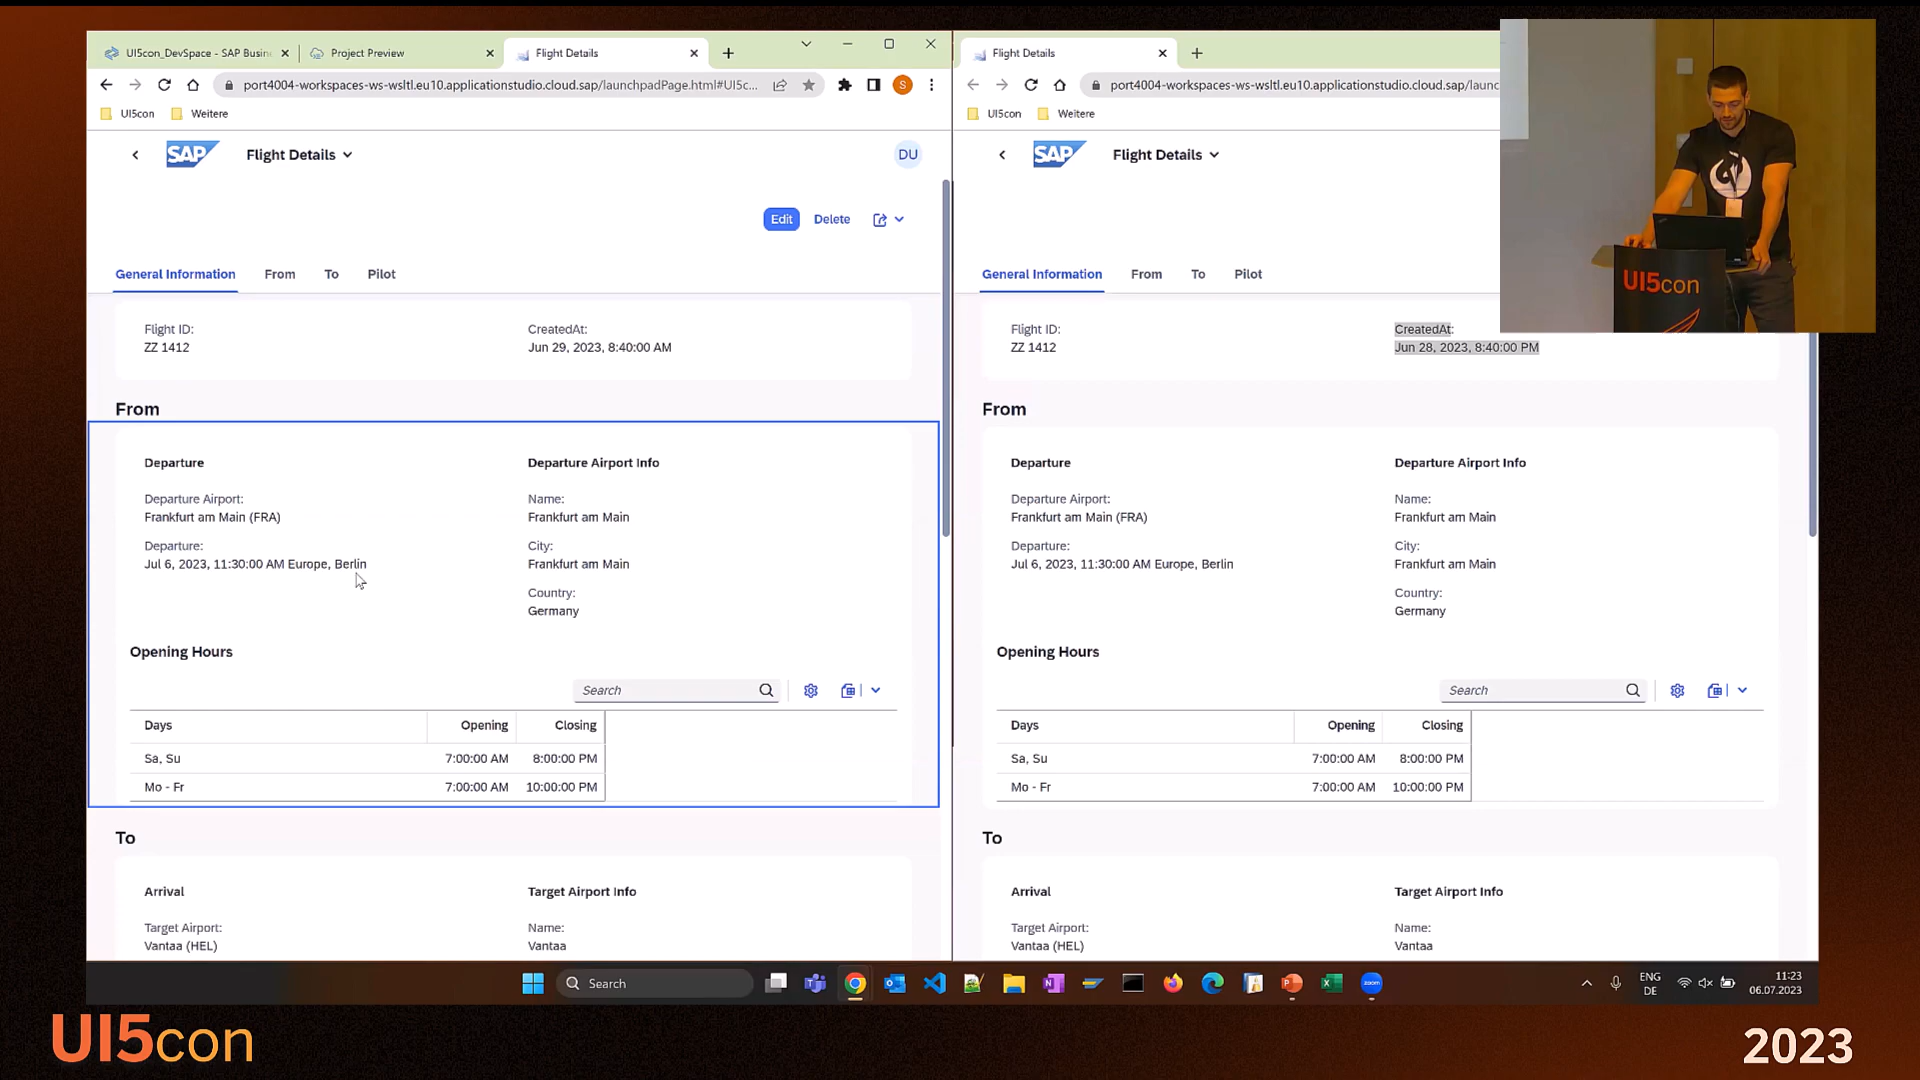 UI5con_DevSpace - SAP Busin
Project Preview
Flight Details
port4004-workspaces-ws-wsltl.eu10.applicationstudio.cloud.sap/launchpadPage.html#UI5c...
S
UI5con
Weitere
SAP
Flight Details
DU
Edit
Delete
General Information
From
To
Pilot
Flight ID:
ZZ 1412
CreatedAt:
Jun 29, 2023, 8:40:00 AM
From
Departure
Departure Airport:
Frankfurt am Main (FRA)
Departure:
Jul 6, 2023, 11:30:00 AM Europe, Berlin
Departure Airport Info
Name:
Frankfurt am Main
City:
Frankfurt am Main
Country:
Germany
Opening Hours
Search
Days Opening Closing
Sa, Su 7:00:00 AM 8:00:00 PM
Mo - Fr 7:00:00 AM 10:00:00 PM
To
Arrival
Target Airport:
Vantaa (HEL)
Target Airport Info
Name:
Vantaa
Flight Details
port4004-workspaces-ws-wsltl.eu10.applicationstudio.cloud.sap/launc
UI5con
Weitere
SAP
Flight Details
General Information
From
To
Pilot
Flight ID:
ZZ 1412
CreatedAt:
Jun 28, 2023, 8:40:00 PM
From
Departure
Departure Airport:
Frankfurt am Main (FRA)
Departure:
Jul 6, 2023, 11:30:00 AM Europe, Berlin
Departure Airport Info
Name:
Frankfurt am Main
City:
Frankfurt am Main
Country:
Germany
Opening Hours
Search
Days Opening Closing
Sa, Su 7:00:00 AM 8:00:00 PM
Mo - Fr 7:00:00 AM 10:00:00 PM
To
Arrival
Target Airport:
Vantaa (HEL)
Target Airport Info
Name:
Vantaa
UI5con
Search
zoom
ENG
DE
11:23
06.07.2023
UI5con
2023